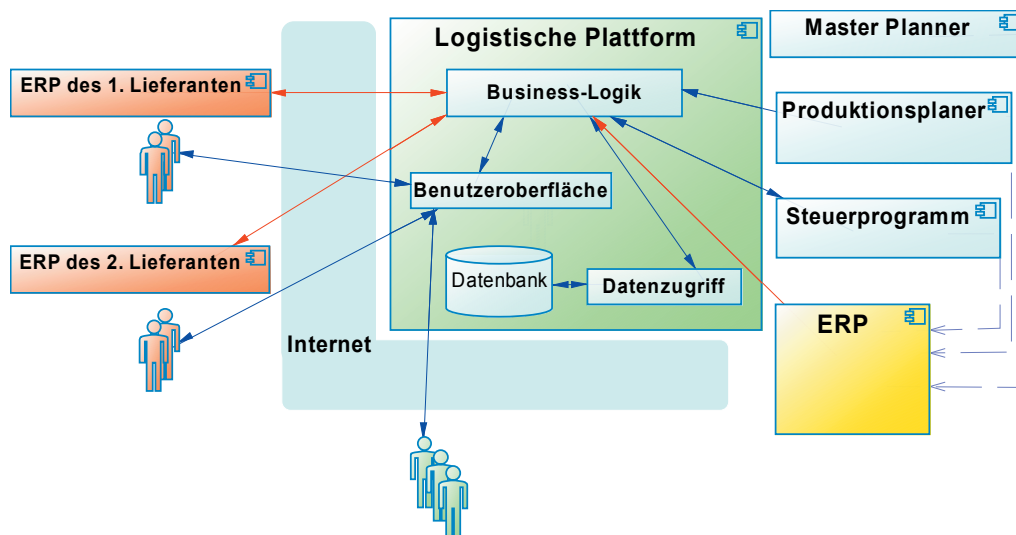 Logistische Plattform
Master Planner
ERP des 1. Lieferanten
Business-Logik
Produktionsplaner
Benutzeroberfläche
Steuerprogramm
ERP des 2. Lieferanten
Datenbank
Datenzugriff
ERP
Internet